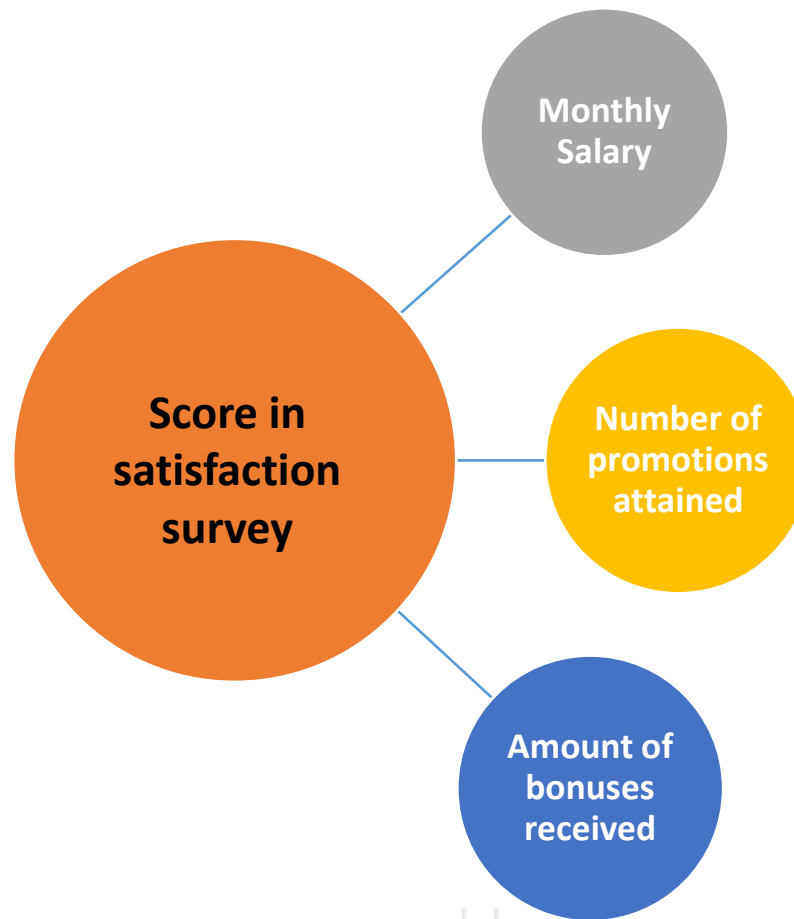 Monthly
Salary
Score in
satisfaction
survey
Number of
promotions
attained
Amount of
bonuses
received